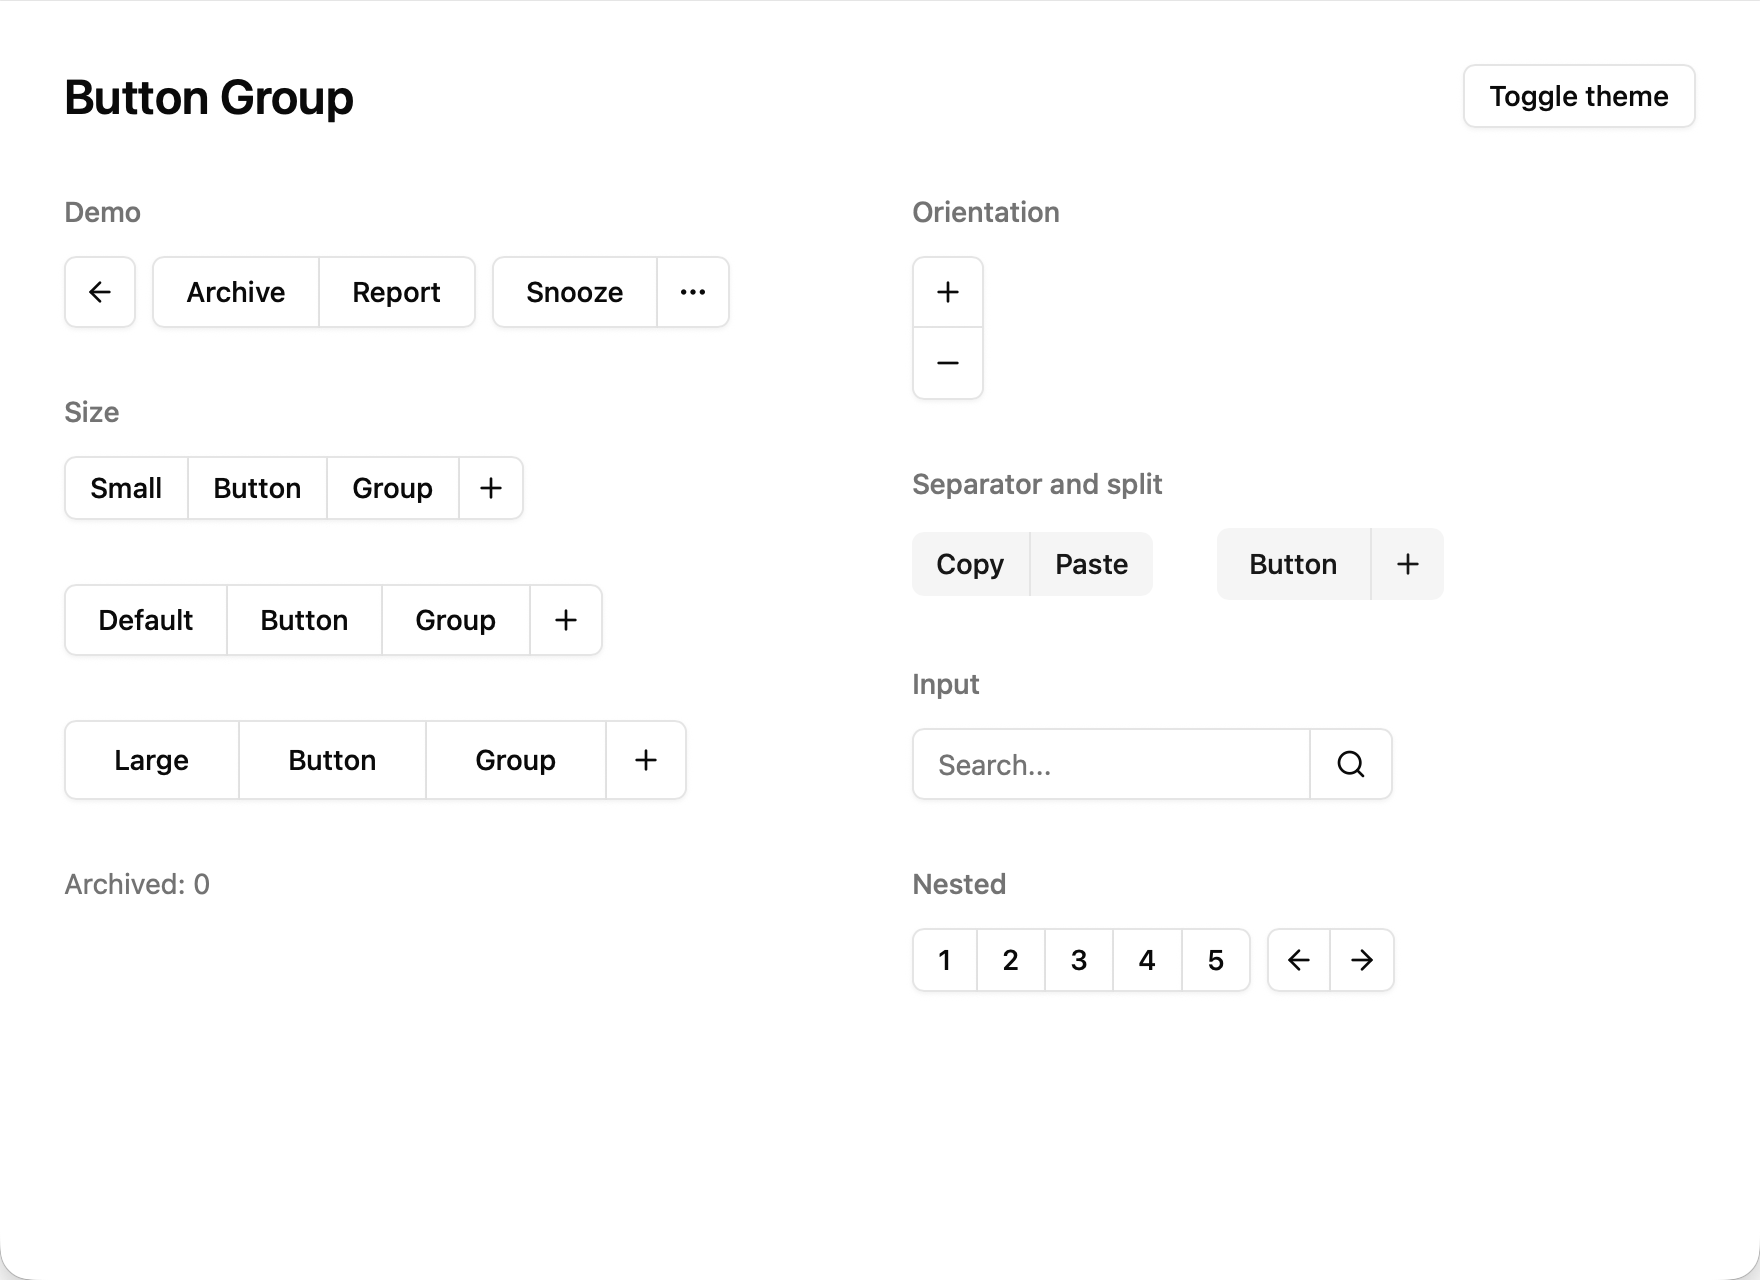 Button Group
Toggle theme
Demo
Archive Report Snooze ···
Size
Small Button Group +
Default Button Group +
Large Button Group +
Archived: 0
Orientation
+
−
Separator and split
Copy Paste Button +
Input
Search...
Nested
1 2 3 4 5 ← →